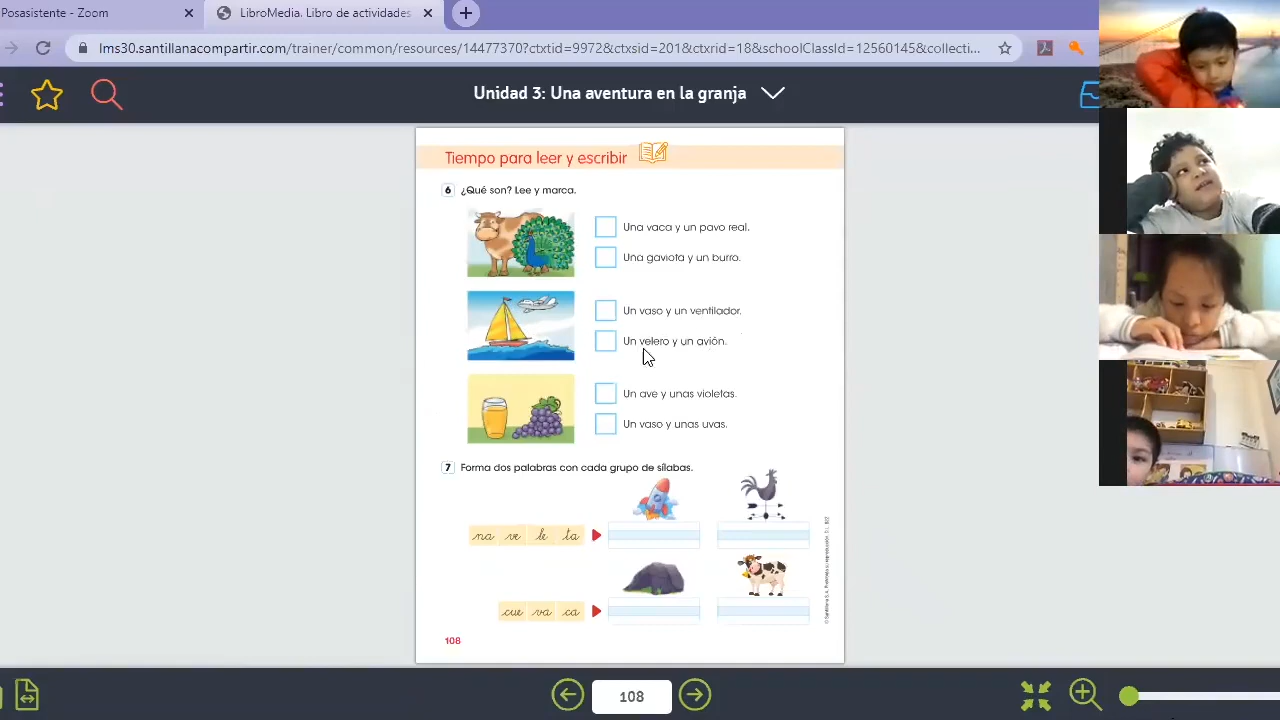 Posasistente - Zoom
LibroMedia. Libro de actividades
lms30.santillanacompartir.com/trainer/common/resources/14477370?ctxtid=9972&ctxsid=201&ctxrid=18&schoolClassId=12560145&collecti...
Unidad 3: Una aventura en la granja
Tiempo para leer y escribir
6 ¿Qué son? Lee y marca.
Una vaca y un pavo real.
Una gaviota y un burro.
Un vaso y un ventilador.
Un velero y un avión.
Un ave y unas violetas.
Un vaso y unas uvas.
7 Forma dos palabras con cada grupo de sílabas.
na ve le ta
cue va ca
108
108